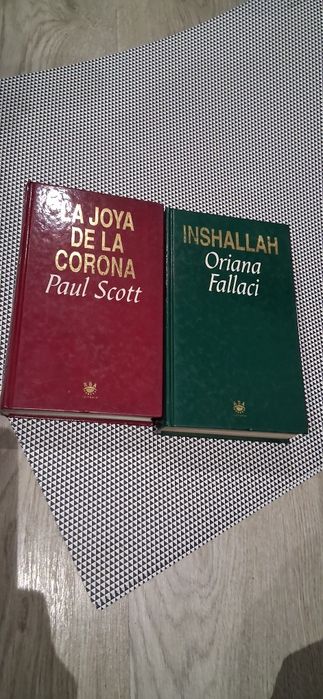 LA JOYA
DE LA
CORONA
Paul Scott
INSHALLAH
Oriana
Fallaci